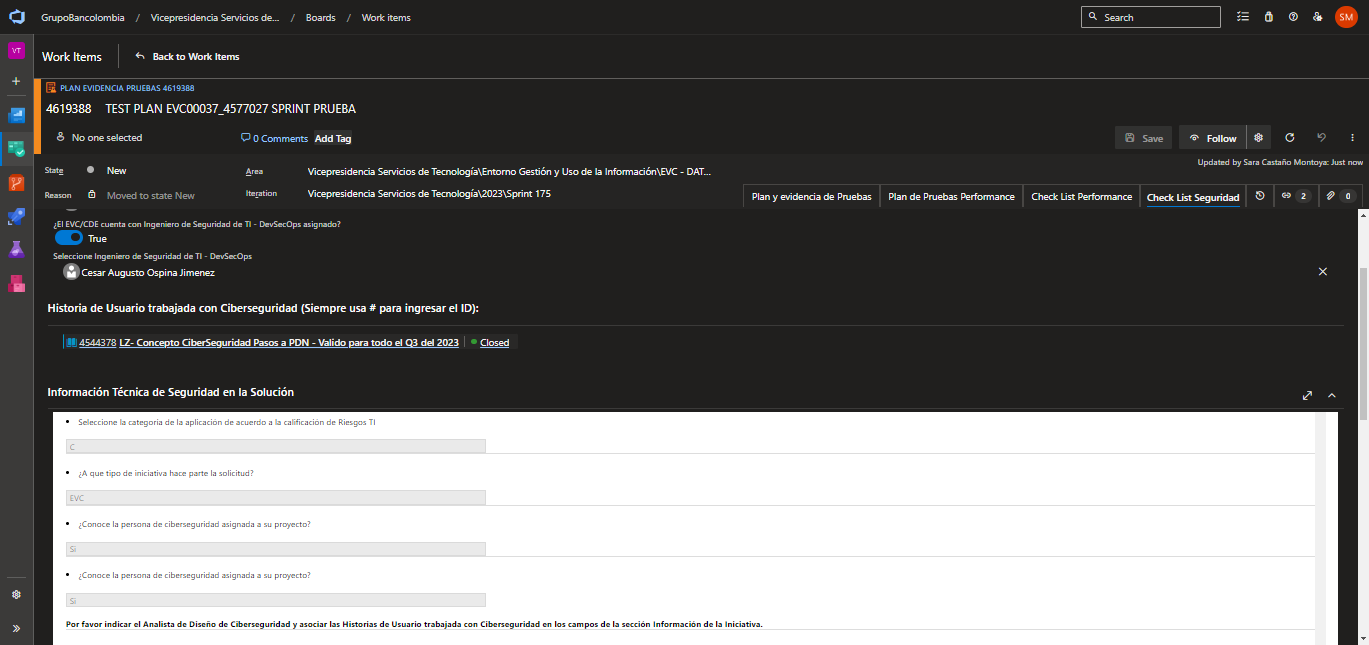 GrupoBancolombia / Vicepresidencia Servicios de... / Boards / Work items
Search
SM
VT
Work Items
Back to Work Items
PLAN EVIDENCIA PRUEBAS 4619388
4619388 TEST PLAN EVC00037_4577027 SPRINT PRUEBA
No one selected
0 Comments
Add Tag
Save
Follow
Updated by Sara Castaño Montoya: Just now
State New
Area Vicepresidencia Servicios de Tecnología\Entorno Gestión y Uso de la Información\EVC - DAT...
Reason Moved to state New
Iteration Vicepresidencia Servicios de Tecnología\2023\Sprint 175
Plan y evidencia de Pruebas
Plan de Pruebas Performance
Check List Performance
Check List Seguridad
2
0
¿El EVC/CDE cuenta con Ingeniero de Seguridad de TI - DevSecOps asignado?
True
Seleccione Ingeniero de Seguridad de TI - DevSecOps
Cesar Augusto Ospina Jimenez
Historia de Usuario trabajada con Ciberseguridad (Siempre usa # para ingresar el ID):
4544378 LZ- Concepto CiberSeguridad Pasos a PDN - Valido para todo el Q3 del 2023 Closed
Información Técnica de Seguridad en la Solución
• Seleccione la categoria de la aplicación de acuerdo a la calificación de Riesgos TI
C
• ¿A que tipo de iniciativa hace parte la solicitud?
EVC
• ¿Conoce la persona de ciberseguridad asignada a su proyecto?
Si
• ¿Conoce la persona de ciberseguridad asignada a su proyecto?
Si
Por favor indicar el Analista de Diseño de Ciberseguridad y asociar las Historias de Usuario trabajada con Ciberseguridad en los campos de la sección Información de la Iniciativa.